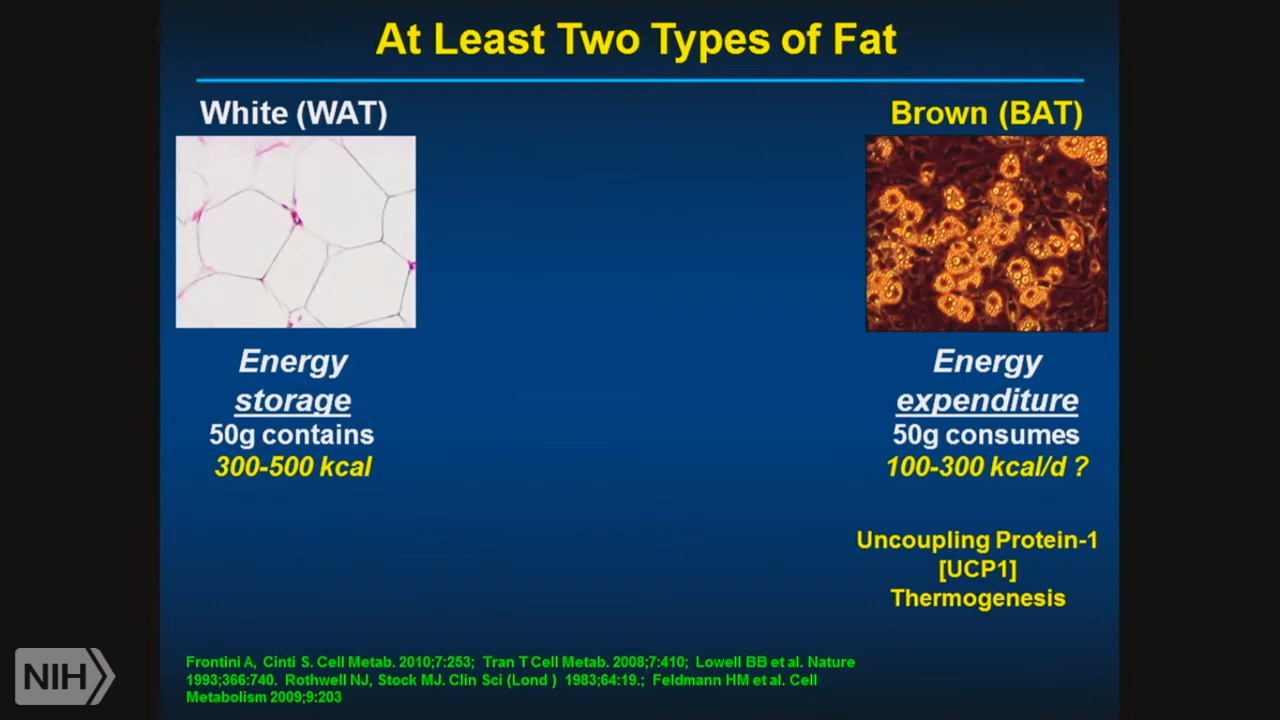 At Least Two Types of Fat
White (WAT)
Energy
storage
50g contains
300-500 kcal
Brown (BAT)
Energy
expenditure
50g consumes
100-300 kcal/d ?
Uncoupling Protein-1
[UCP1]
Thermogenesis
Frontini A, Cinti S. Cell Metab. 2010;7:253; Tran T Cell Metab. 2008;7:410; Lowell BB et al. Nature
1993;366:740. Rothwell NJ, Stock MJ. Clin Sci (Lond ) 1983;64:19.; Feldmann HM et al. Cell
Metabolism 2009;9:203
NIH